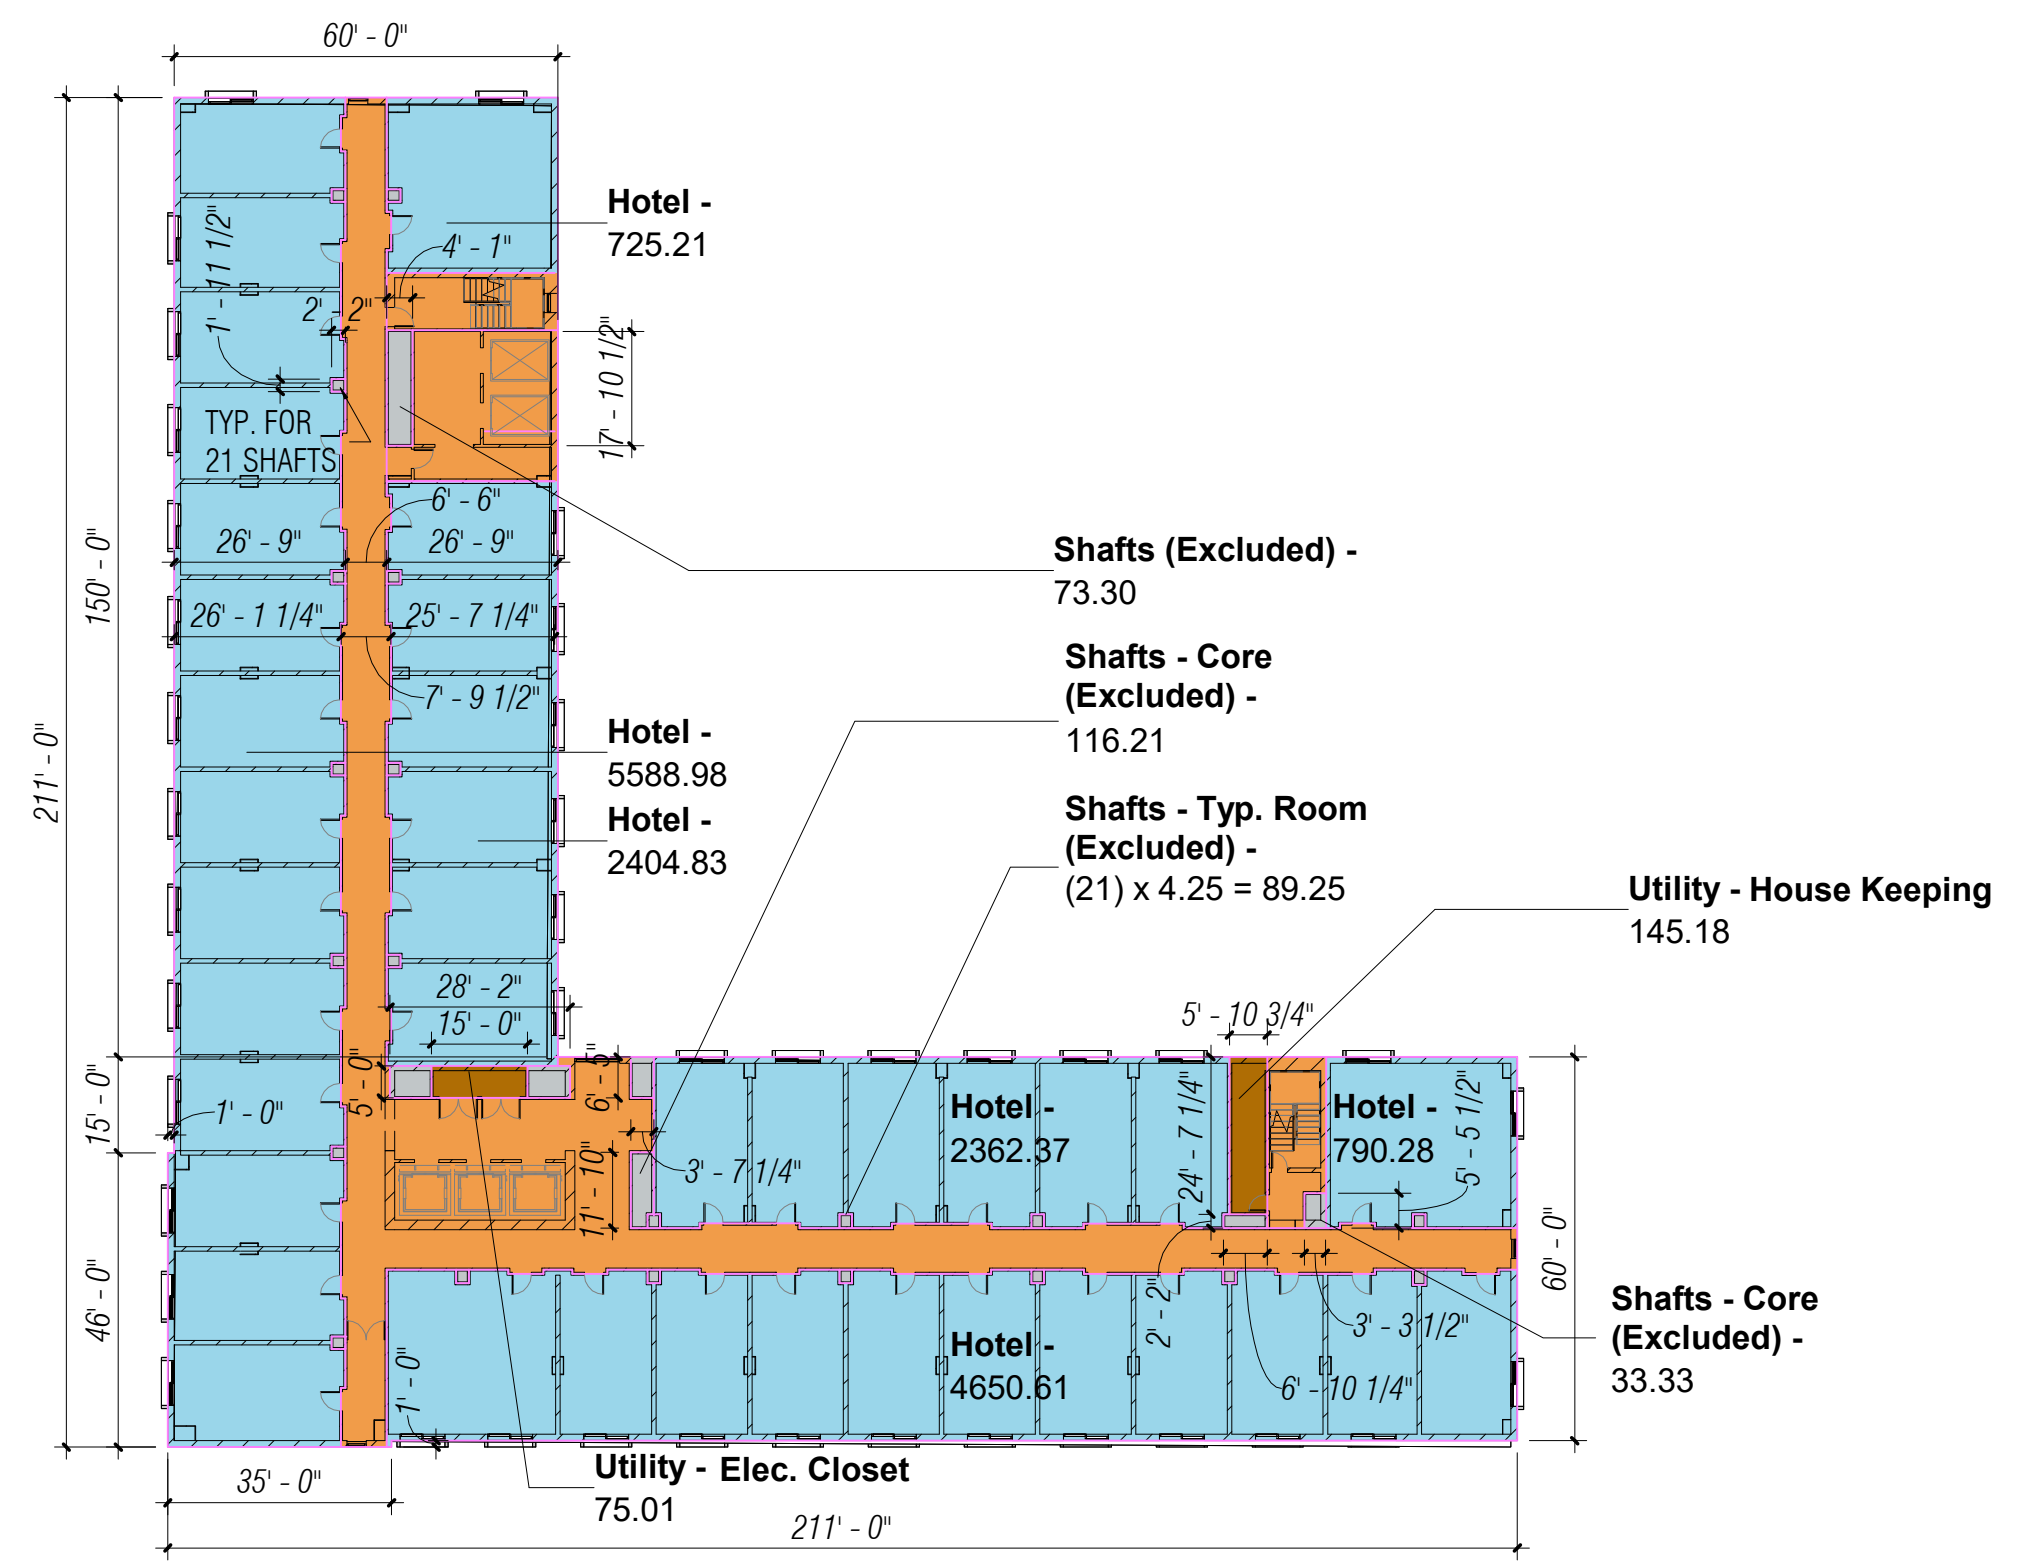 60' - 0"
Hotel -
725.21
4' - 1"
1' - 11 1/2"
2' - 2"
17' - 10 1/2"
TYP. FOR
21 SHAFTS
6' - 6"
26' - 9"
26' - 9"
150' - 0"
Shafts (Excluded) -
73.30
26' - 1 1/4"
25' - 7 1/4"
7' - 9 1/2"
211' - 0"
Shafts - Core
(Excluded) -
116.21
Hotel -
5588.98
Hotel -
2404.83
Shafts - Typ. Room
(Excluded) -
(21) x 4.25 = 89.25
Utility - House Keeping
145.18
28' - 2"
15' - 0"
5' - 10 3/4"
5' - 0"
6' - 5"
15' - 0"
1' - 0"
Hotel -
2362.37
24' - 7 1/4"
Hotel -
790.28
5' - 5 1/2"
3' - 7 1/4"
11' - 10"
46' - 0"
60' - 0"
2' - 2"
Hotel -
4650.61
3' - 3 1/2"
6' - 10 1/4"
Shafts - Core
(Excluded) -
33.33
1' - 0"
Utility - Elec. Closet
75.01
35' - 0"
211' - 0"